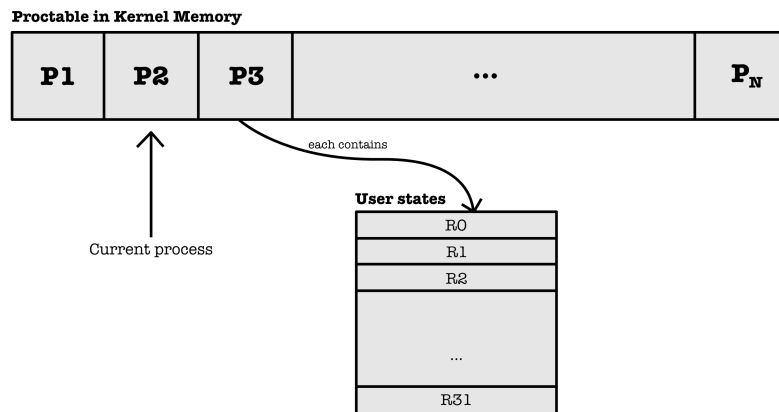 Proctable in Kernel Memory
P1 P2 P3 ... PN
each contains
Current process
User states
R0
R1
R2
...
R31